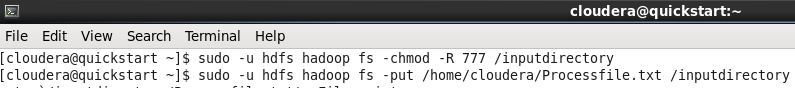 cloudera@quickstart:~
File Edit View Search Terminal Help
[cloudera@quickstart ~]$ sudo -u hdfs hadoop fs -chmod -R 777 /inputdirectory
[cloudera@quickstart ~]$ sudo -u hdfs hadoop fs -put /home/cloudera/Processfile.txt /inputdirectory